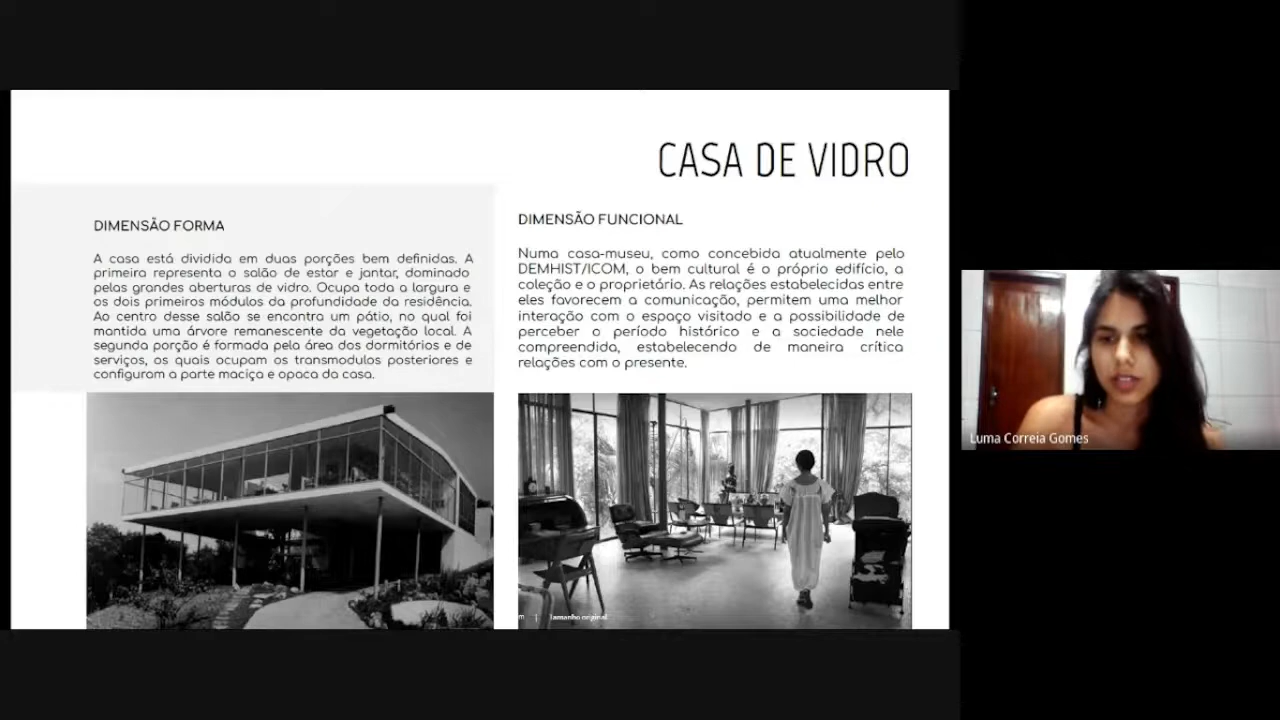 CASA DE VIDRO
DIMENSÃO FORMA
A casa está dividida em duas porções bem definidas. A
primeira representa o salão de estar e jantar, dominado
pelas grandes aberturas de vidro. Ocupa toda a largura e
os dois primeiros módulos da profundidade da residência.
Ao centro desse salão se encontra um pátio, no qual foi
mantida uma árvore remanescente da vegetação local. A
segunda porção é formada pela área dos dormitórios e de
serviços, os quais ocupam os transmodulos posteriores e
configuram a parte maciça e opaca da casa.
DIMENSÃO FUNCIONAL
Numa casa-museu, como concebida atualmente pelo
DEMHIST/ICOM, o bem cultural é o próprio edifício, a
coleção e o proprietário. As relações estabelecidas entre
eles favorecem a comunicação, permitem uma melhor
interação com o espaço visitado e a possibilidade de
perceber o período histórico e a sociedade nele
compreendida, estabelecendo de maneira crítica
relações com o presente.
m | Tamanho original
Luma Correia Gomes